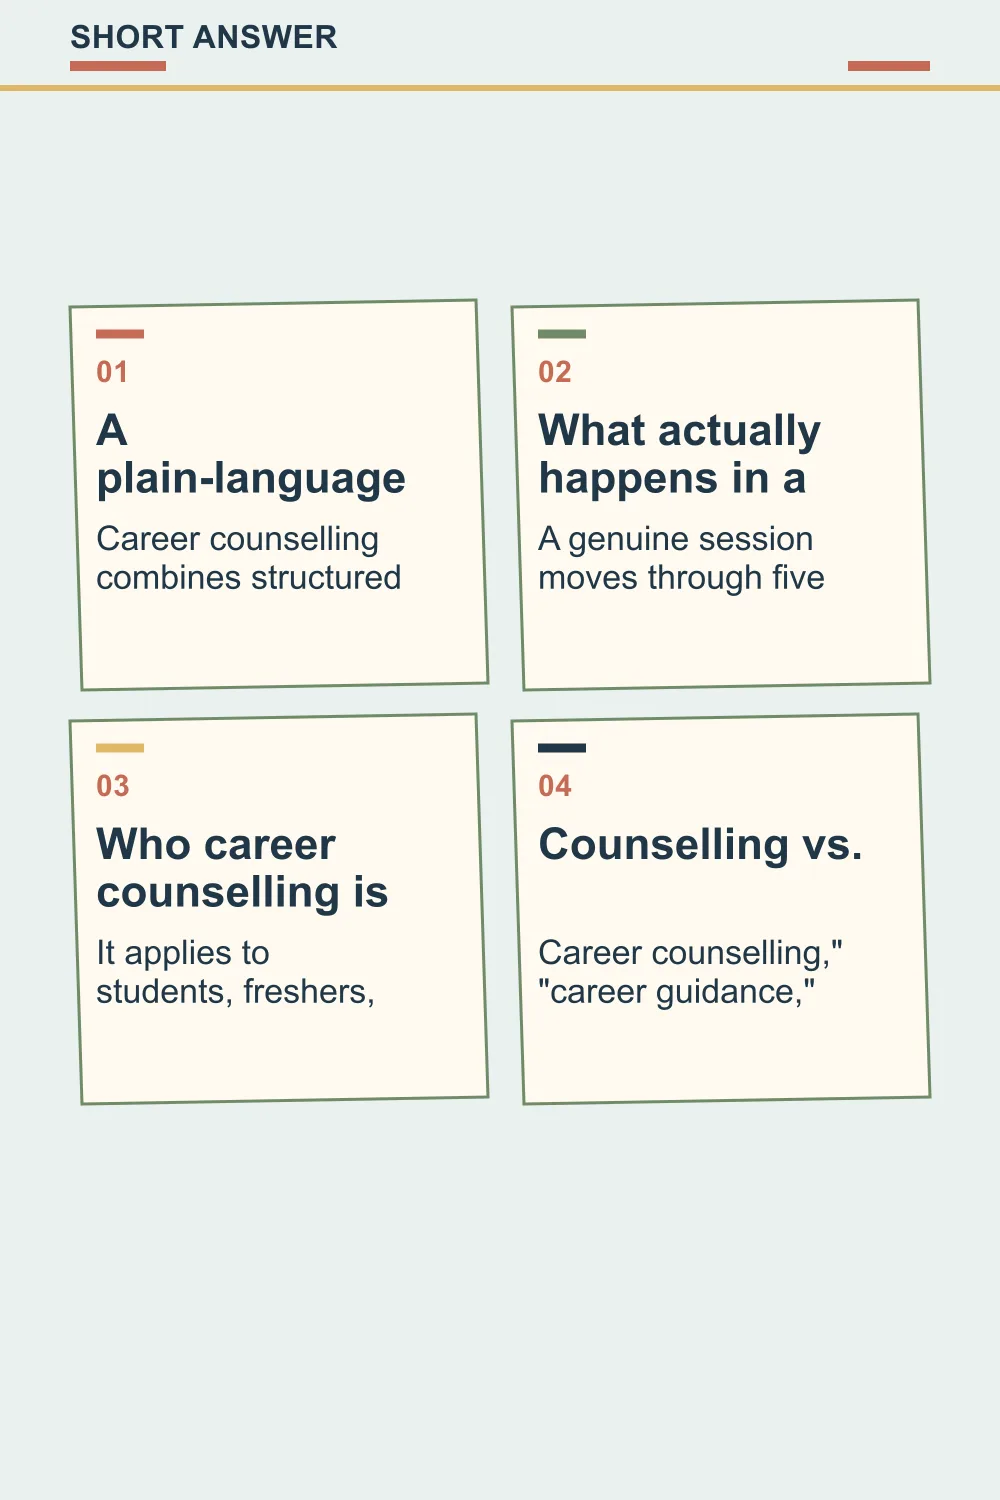 SHORT ANSWER
01
A
plain-language
Career counselling
combines structured
02
What actually
happens in a
A genuine session
moves through five
03
Who career
counselling is
It applies to
students, freshers,
04
Counselling vs.
Career counselling,"
"career guidance,"